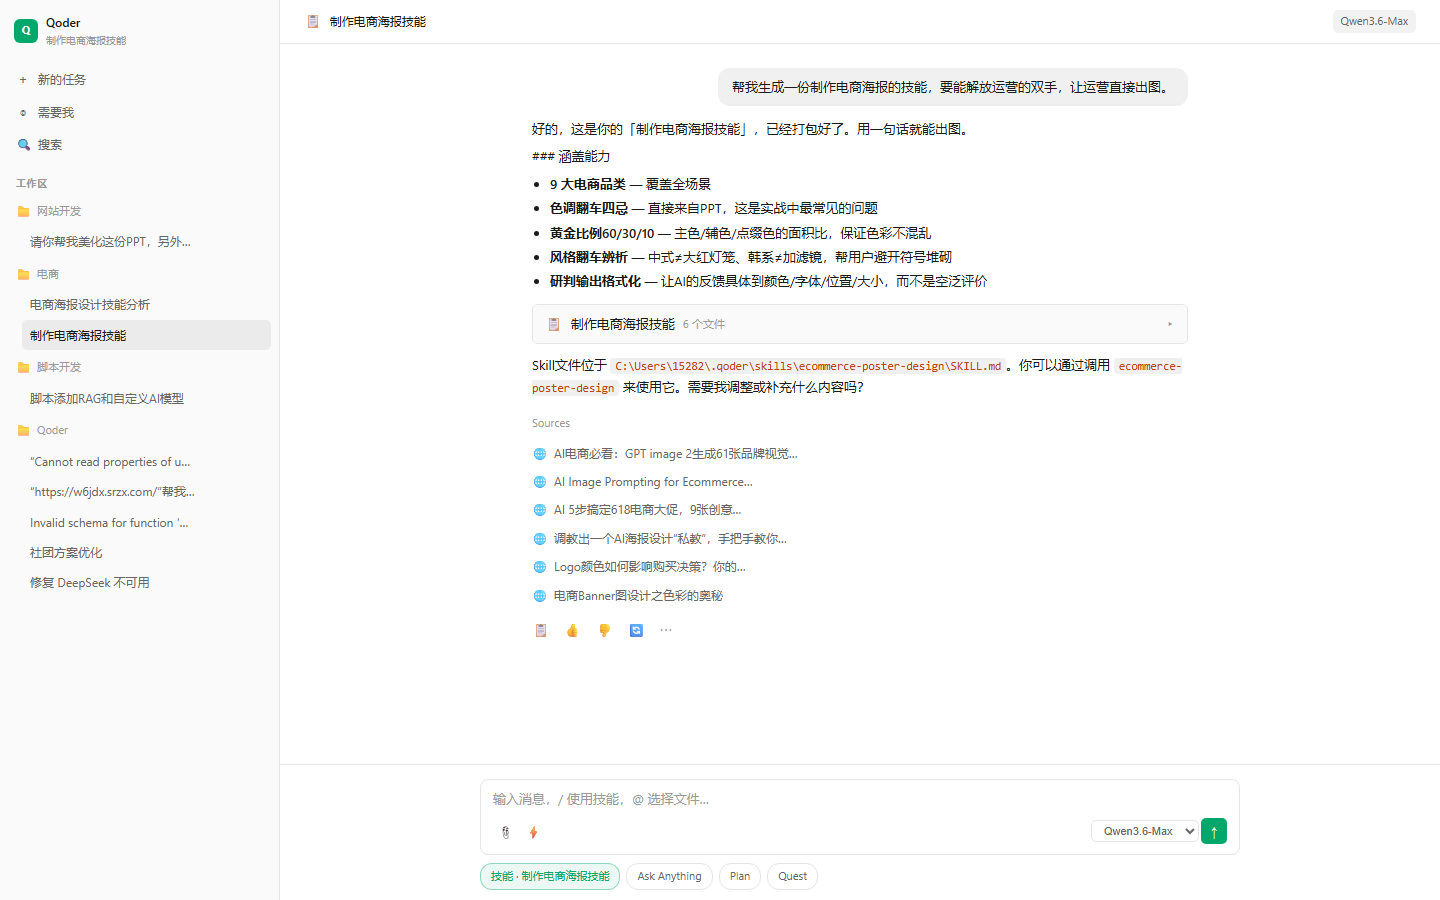 Q
Qoder
制作电商海报技能
+ 新的任务
需要我
搜索
工作区
网站开发
请你帮我美化这份PPT，另外...
电商
电商海报设计技能分析
制作电商海报技能
脚本开发
脚本添加RAG和自定义AI模型
Qoder
“Cannot read properties of u...
“https://w6jdx.srzx.com/”帮我...
Invalid schema for function ‘...
社团方案优化
修复 DeepSeek 不可用
制作电商海报技能
Qwen3.6-Max
帮我生成一份制作电商海报的技能，要能解放运营的双手，让运营直接出图。
好的，这是你的「制作电商海报技能」，已经打包好了。用一句话就能出图。
### 涵盖能力
• 9 大电商品类 — 覆盖全场景
• 色调翻车四忌 — 直接来自PPT，这是实战中最常见的问题
• 黄金比例60/30/10 — 主色/辅色/点缀色的面积比，保证色彩不混乱
• 风格翻车辨析 — 中式≠大红灯笼、韩系≠加滤镜，帮用户避开符号堆砌
• 研判输出格式化 — 让AI的反馈具体到颜色/字体/位置/大小，而不是空泛评价
制作电商海报技能 6 个文件
Skill文件位于 C:\Users\15282\.qoder\skills\ecommerce-poster-design\SKILL.md 。你可以通过调用 ecommerce-
poster-design 来使用它。需要我调整或补充什么内容吗？
Sources
AI电商必看：GPT image 2生成61张品牌视觉...
AI Image Prompting for Ecommerce...
AI 5步搞定618电商大促，9张创意...
调教出一个AI海报设计“私教”，手把手教你...
Logo颜色如何影响购买决策？你的...
电商Banner图设计之色彩的奥秘
···
输入消息，/ 使用技能，@ 选择文件...
Qwen3.6-Max
↑
技能 · 制作电商海报技能
Ask Anything
Plan
Quest